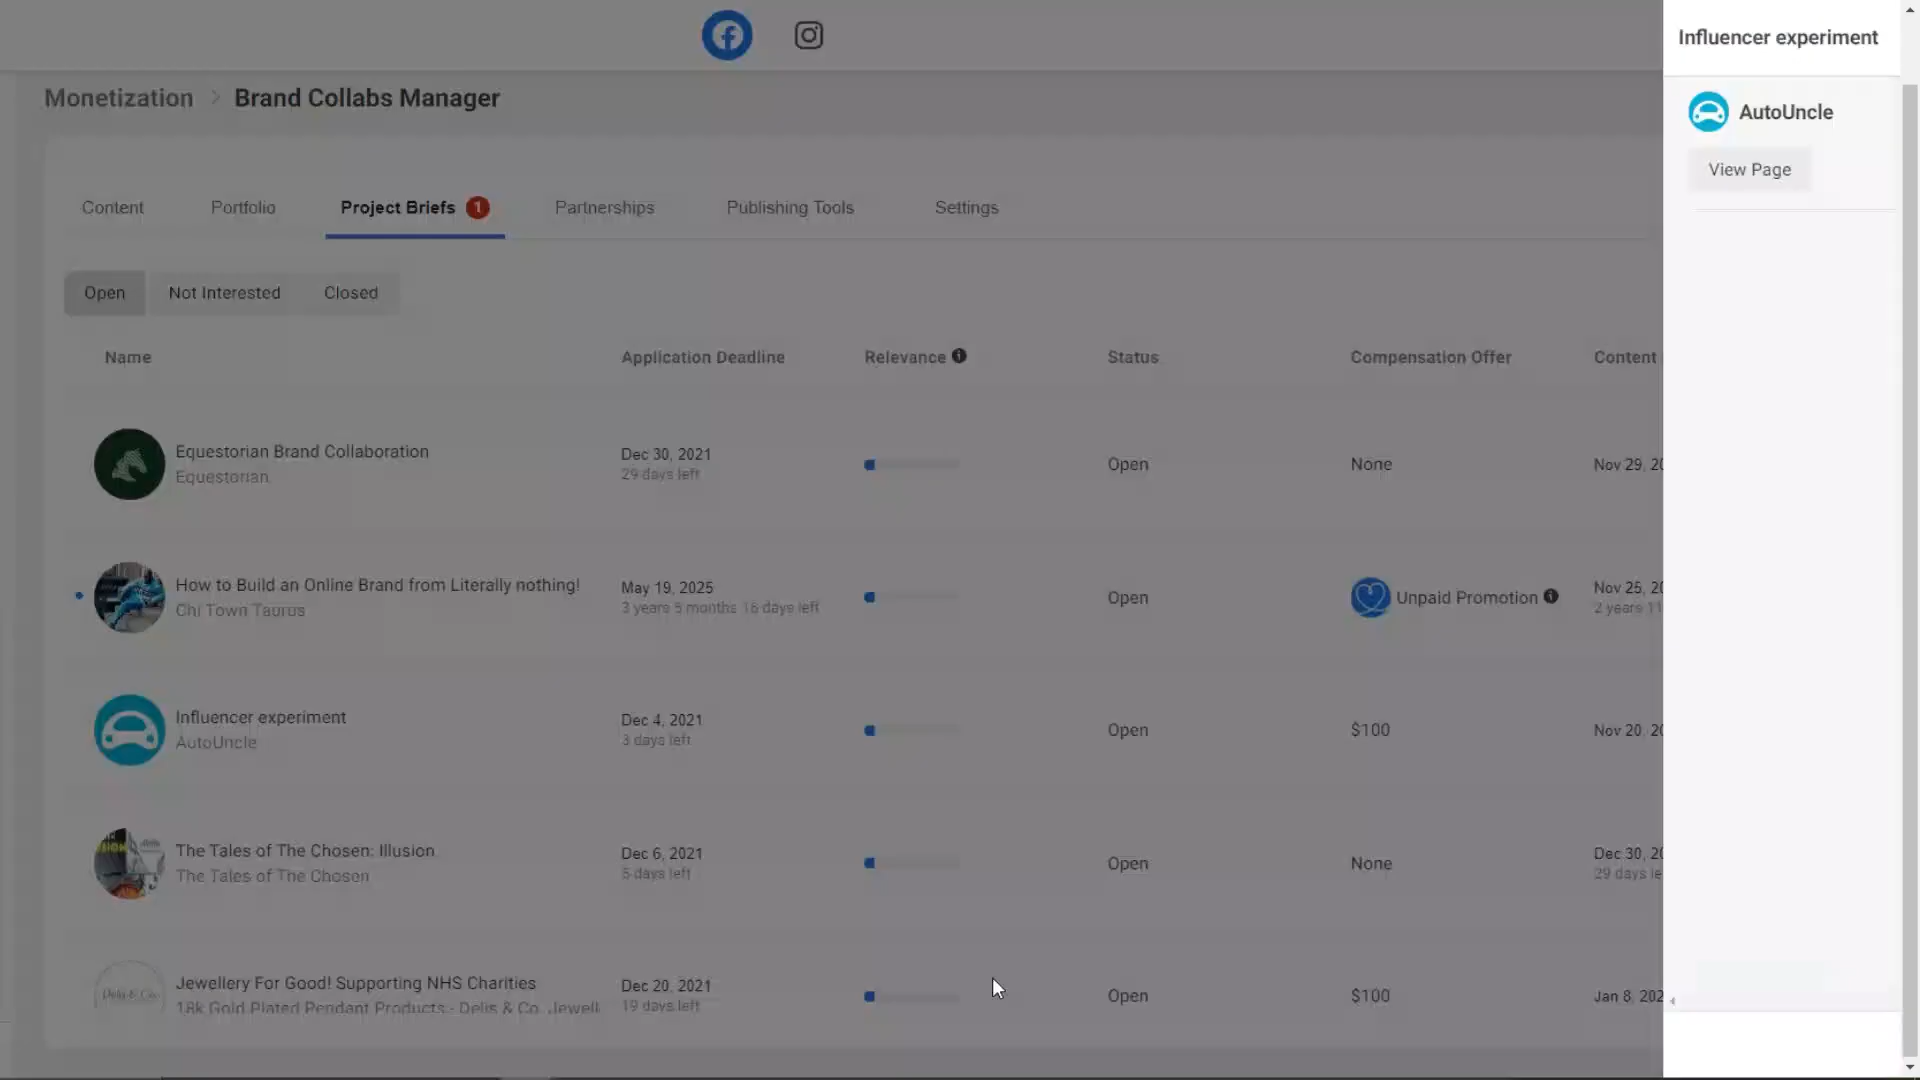 Influencer experiment
Monetization > Brand Collabs Manager
AutoUncle
View Page
Content Portfolio Project Briefs 1 Partnerships Publishing Tools Settings
Open Not Interested Closed
Name Application Deadline Relevance Status Compensation Offer Content
Equestorian Brand Collaboration
Equestorian
Dec 30, 2021
29 days left
Open
None
Nov 29, 20
How to Build an Online Brand from Literally nothing!
Chi Town Taurus
May 19, 2025
3 years 5 months 18 days left
Open
Unpaid Promotion
Nov 25, 20
2 years 11
Influencer experiment
AutoUncle
Dec 4, 2021
3 days left
Open
$100
Nov 20, 20
The Tales of The Chosen: Illusion
The Tales of The Chosen
Dec 6, 2021
5 days left
Open
None
Dec 30, 20
29 days le
Delis & Co.
Jewellery For Good! Supporting NHS Charities
18k Gold Plated Pendant Products - Delis & Co. Jewell
Dec 20, 2021
19 days left
Open
$100
Jan 8, 202